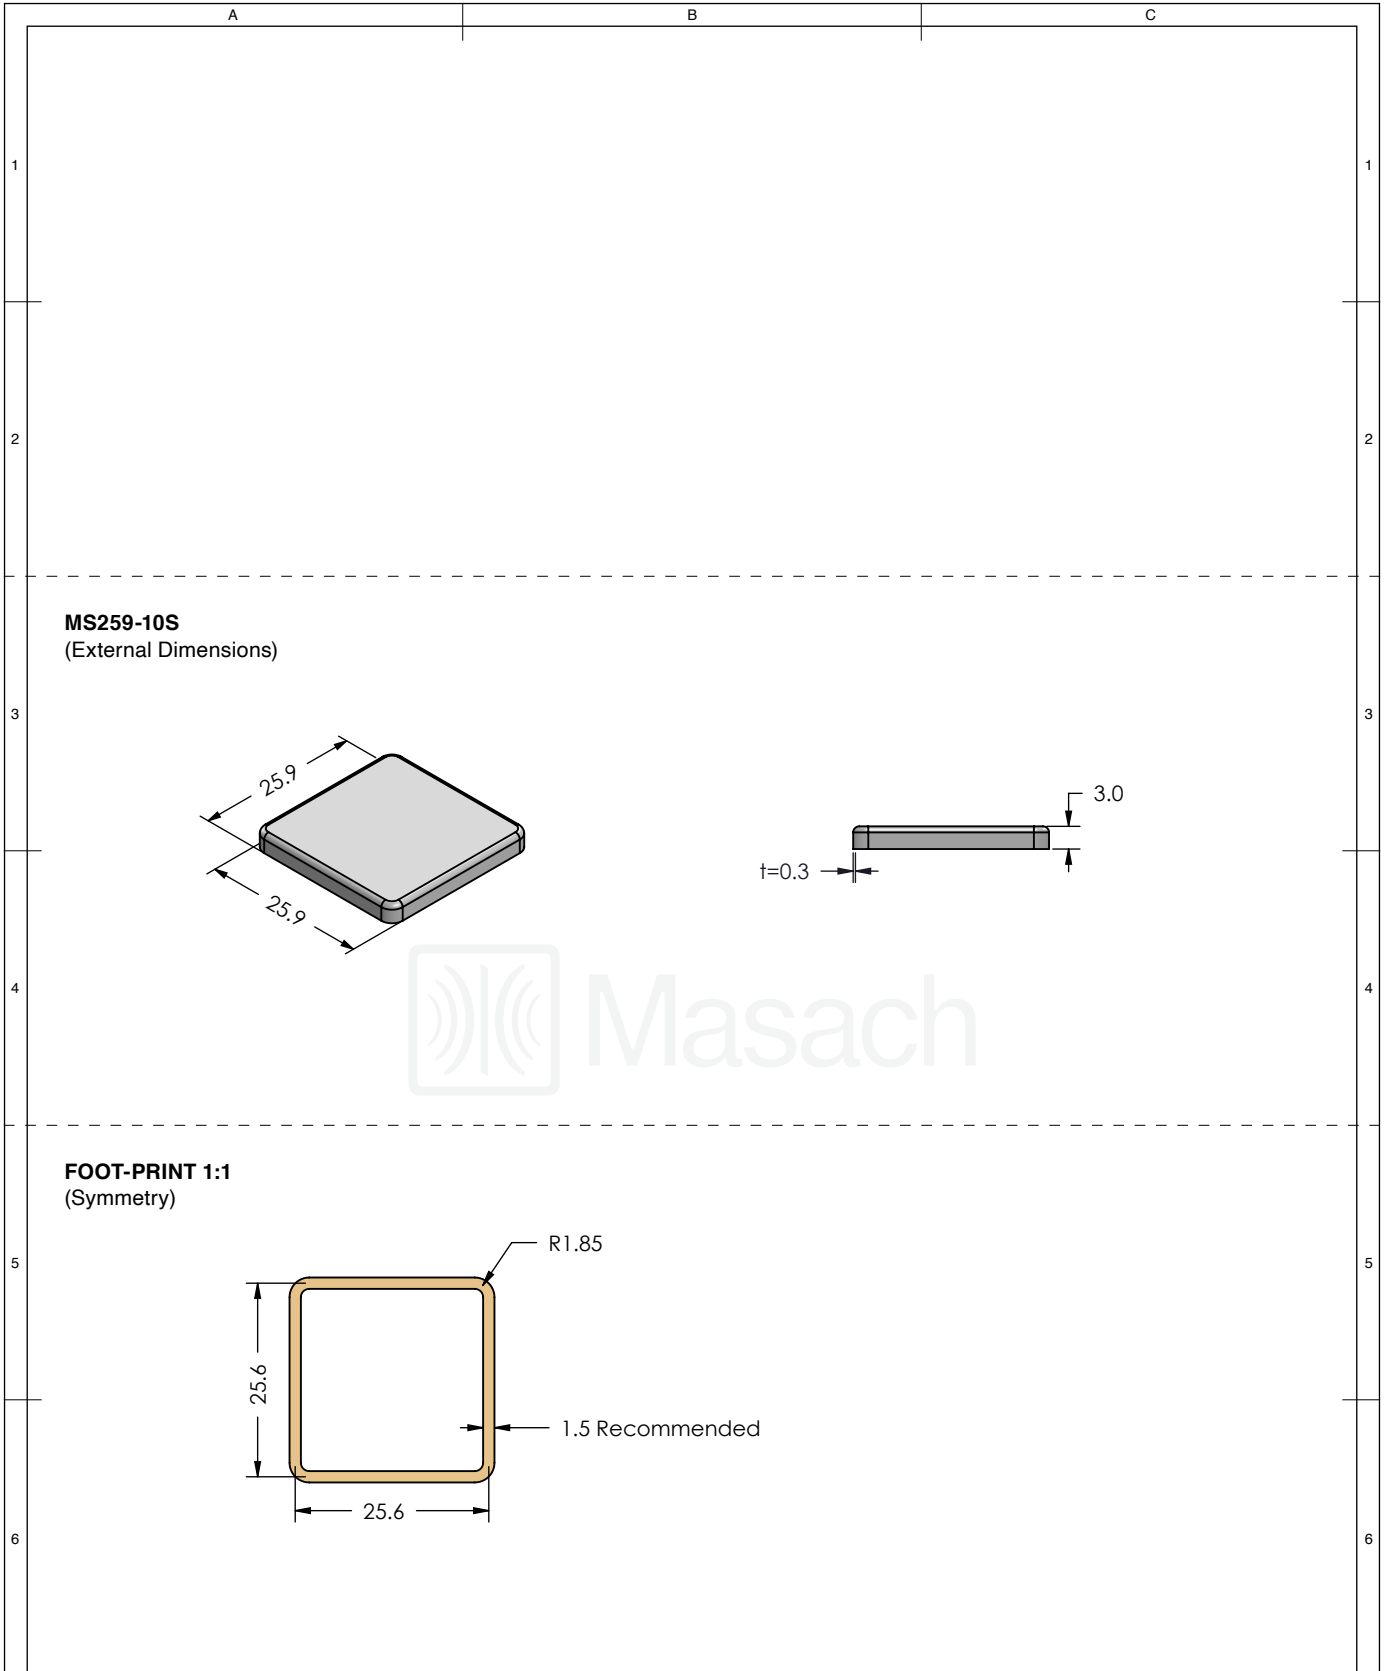 A B C
1 1
2 2
MS259-10S
(External Dimensions)
3 3
25.9
3.0
t=0.3
25.9
4 4
Masach
FOOT-PRINT 1:1
(Symmetry)
R1.85
5 5
25.6
1.5 Recommended
25.6
6 6